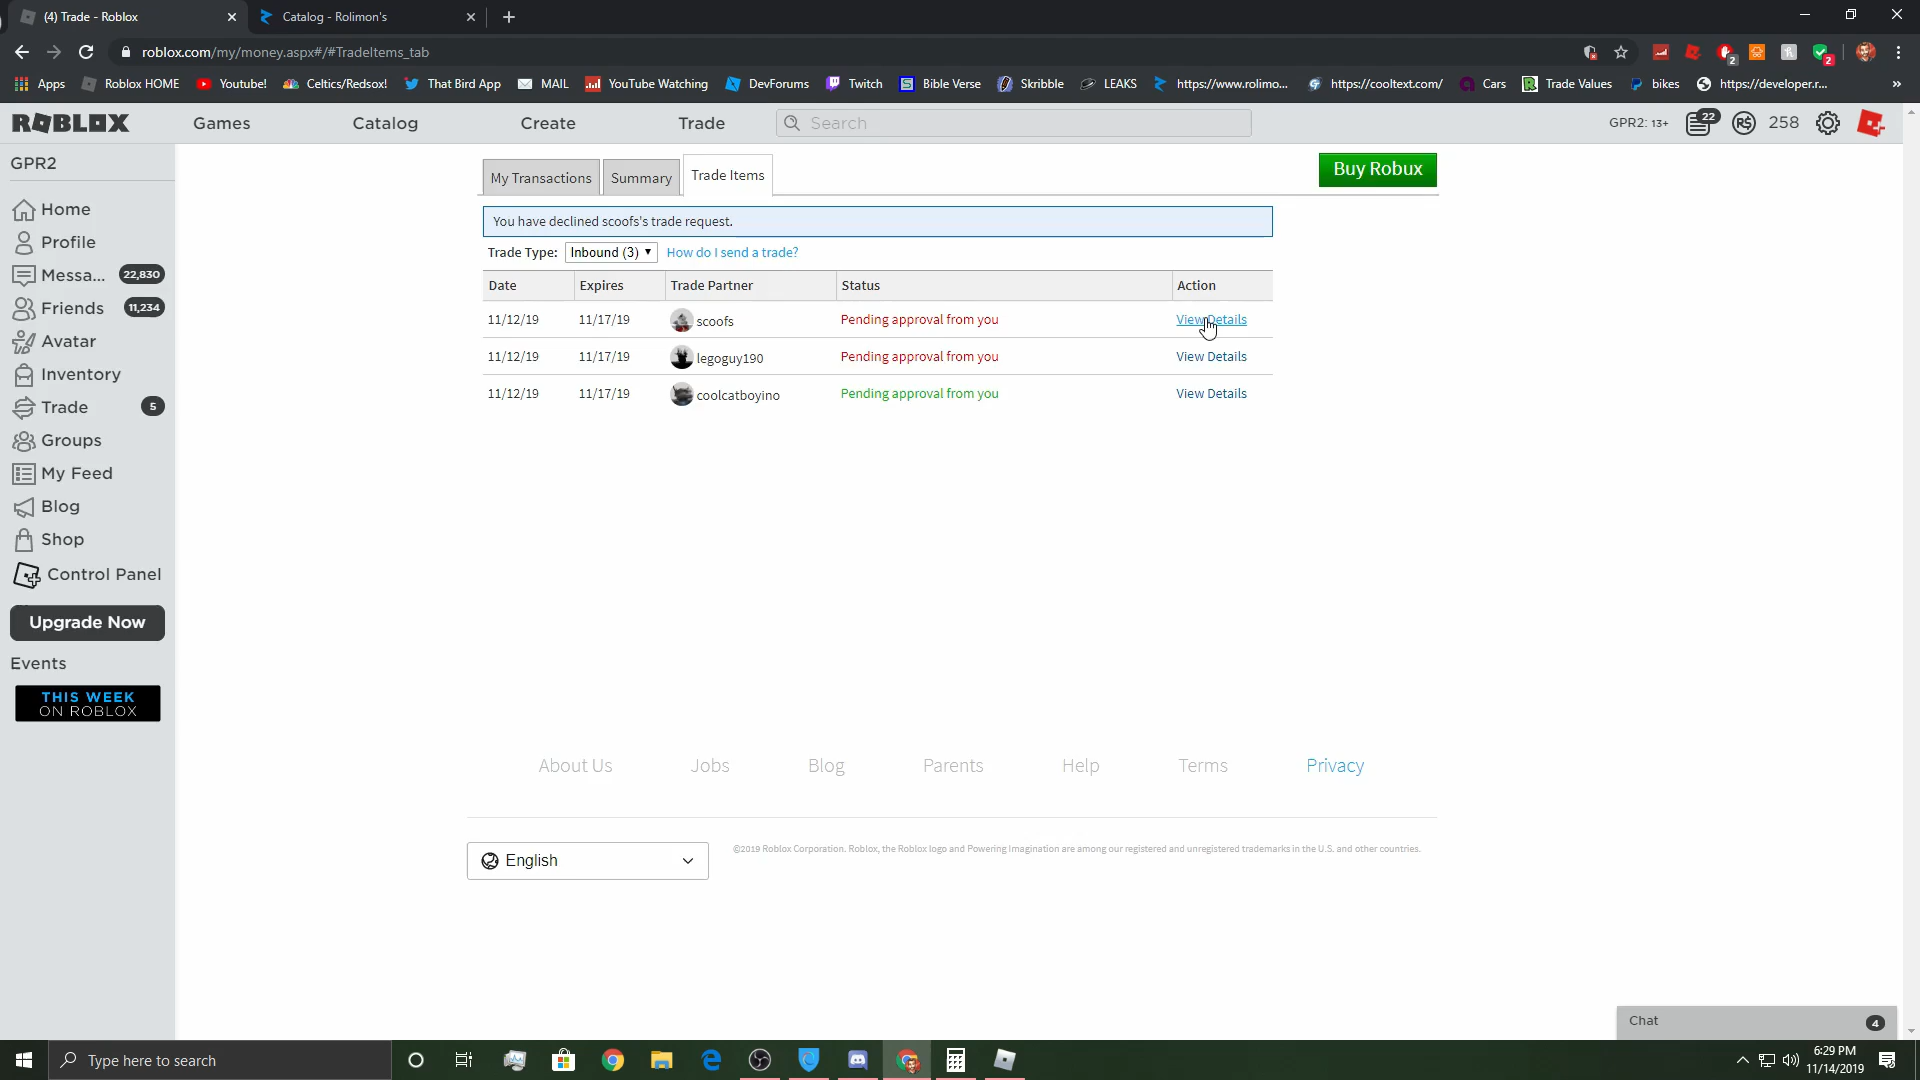 (4) Trade - Roblox
Catalog - Rolimon's
roblox.com/my/money.aspx#/#TradeItems_tab
2
2
Apps
Roblox HOME
Youtube!
Celtics/Redsox!
That Bird App
MAIL
YouTube Watching
DevForums
Twitch
Bible Verse
Skribble
LEAKS
https://www.rolimo...
https://cooltext.com/
Cars
Trade Values
bikes
https://developer.r...
»
ROBLOX
Games
Catalog
Create
Trade
Search
GPR2: 13+
22
258
GPR2
Home
Profile
Messa... 22,830
Friends 11,234
Avatar
Inventory
Trade 5
Groups
My Feed
Blog
Shop
Control Panel
Upgrade Now
Events
THIS WEEK
ON ROBLOX
My Transactions
Summary
Trade Items
Buy Robux
You have declined scoofs's trade request.
Trade Type: Inbound (3) How do I send a trade?
Date Expires Trade Partner Status Action
11/12/19 11/17/19 scoofs Pending approval from you View Details
11/12/19 11/17/19 legoguy190 Pending approval from you View Details
11/12/19 11/17/19 coolcatboyino Pending approval from you View Details
About Us Jobs Blog Parents Help Terms Privacy
English
©2019 Roblox Corporation. Roblox, the Roblox logo and Powering Imagination are among our registered and unregistered trademarks in the U.S. and other countries.
Chat 4
Type here to search
6:29 PM
11/14/2019